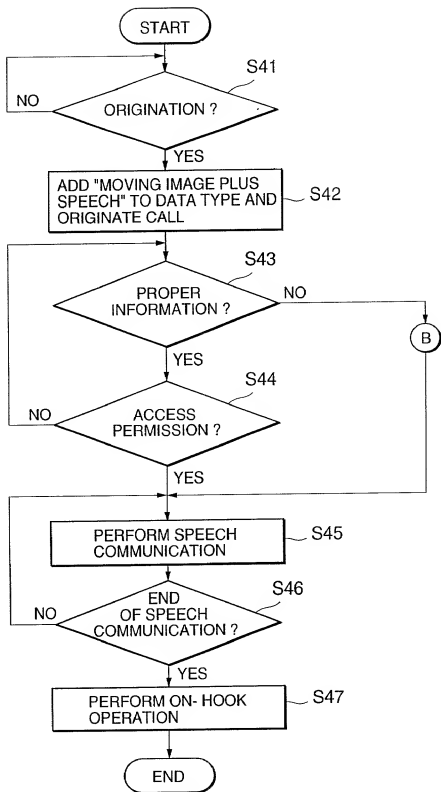 START
S41
NO
ORIGINATION ?
YES
ADD "MOVING IMAGE PLUS
SPEECH" TO DATA TYPE AND
ORIGINATE CALL
S42
S43
PROPER
INFORMATION ?
NO
B
YES
S44
NO
ACCESS
PERMISSION ?
YES
PERFORM SPEECH
COMMUNICATION
S45
S46
END
OF SPEECH
COMMUNICATION ?
NO
YES
PERFORM ON- HOOK
OPERATION
S47
END